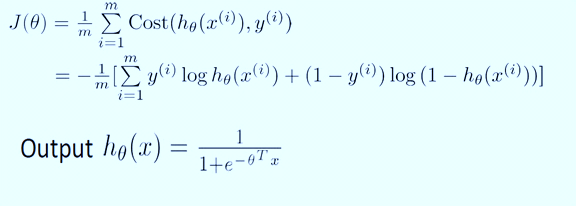 J(θ) = 1/m Σ_{i=1}^{m} Cost(h_θ(x^{(i)}), y^{(i)})
= −1/m [Σ_{i=1}^{m} y^{(i)} log h_θ(x^{(i)}) + (1 − y^{(i)}) log (1 − h_θ(x^{(i)}))]
Output h_θ(x) = 1/(1+e^{−θ^T x})